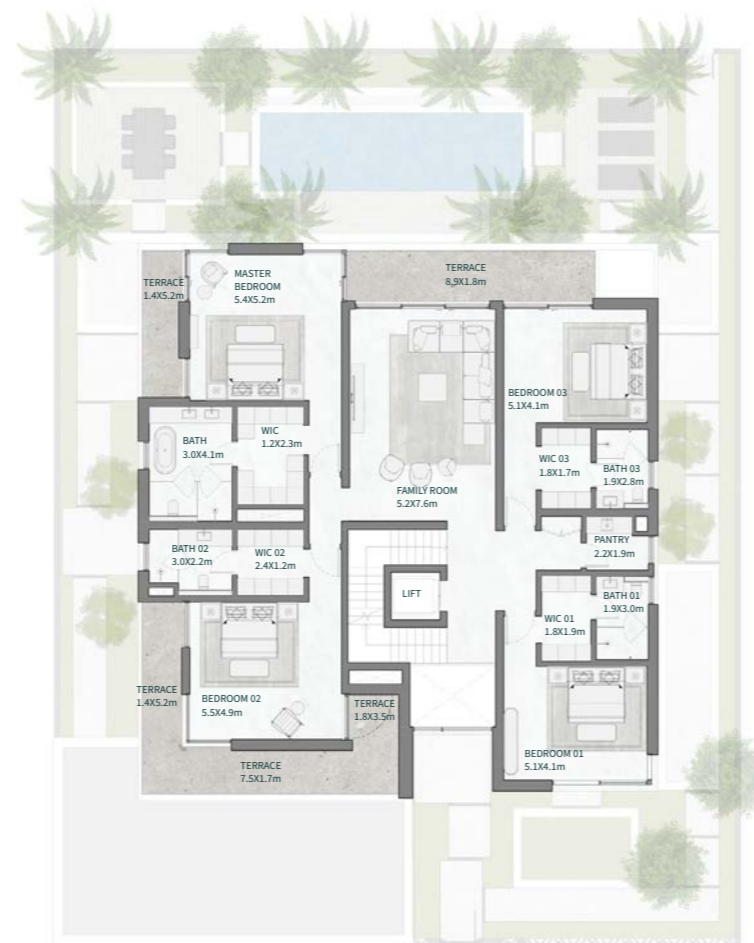 TERRACE
1.4X5.2m
MASTER
BEDROOM
5.4X5.2m
TERRACE
8,9X1.8m
BEDROOM 03
5.1X4.1m
BATH
3.0X4.1m
WIC
1.2X2.3m
WIC 03
1.8X1.7m
BATH 03
1.9X2.8m
FAMILY ROOM
5.2X7.6m
BATH 02
3.0X2.2m
WIC 02
2.4X1.2m
PANTRY
2.2X1.9m
LIFT
BATH 01
1.9X3.0m
WIC 01
1.8X1.9m
TERRACE
1.4X5.2m
BEDROOM 02
5.5X4.9m
TERRACE
1.8X3.5m
BEDROOM 01
5.1X4.1m
TERRACE
7.5X1.7m